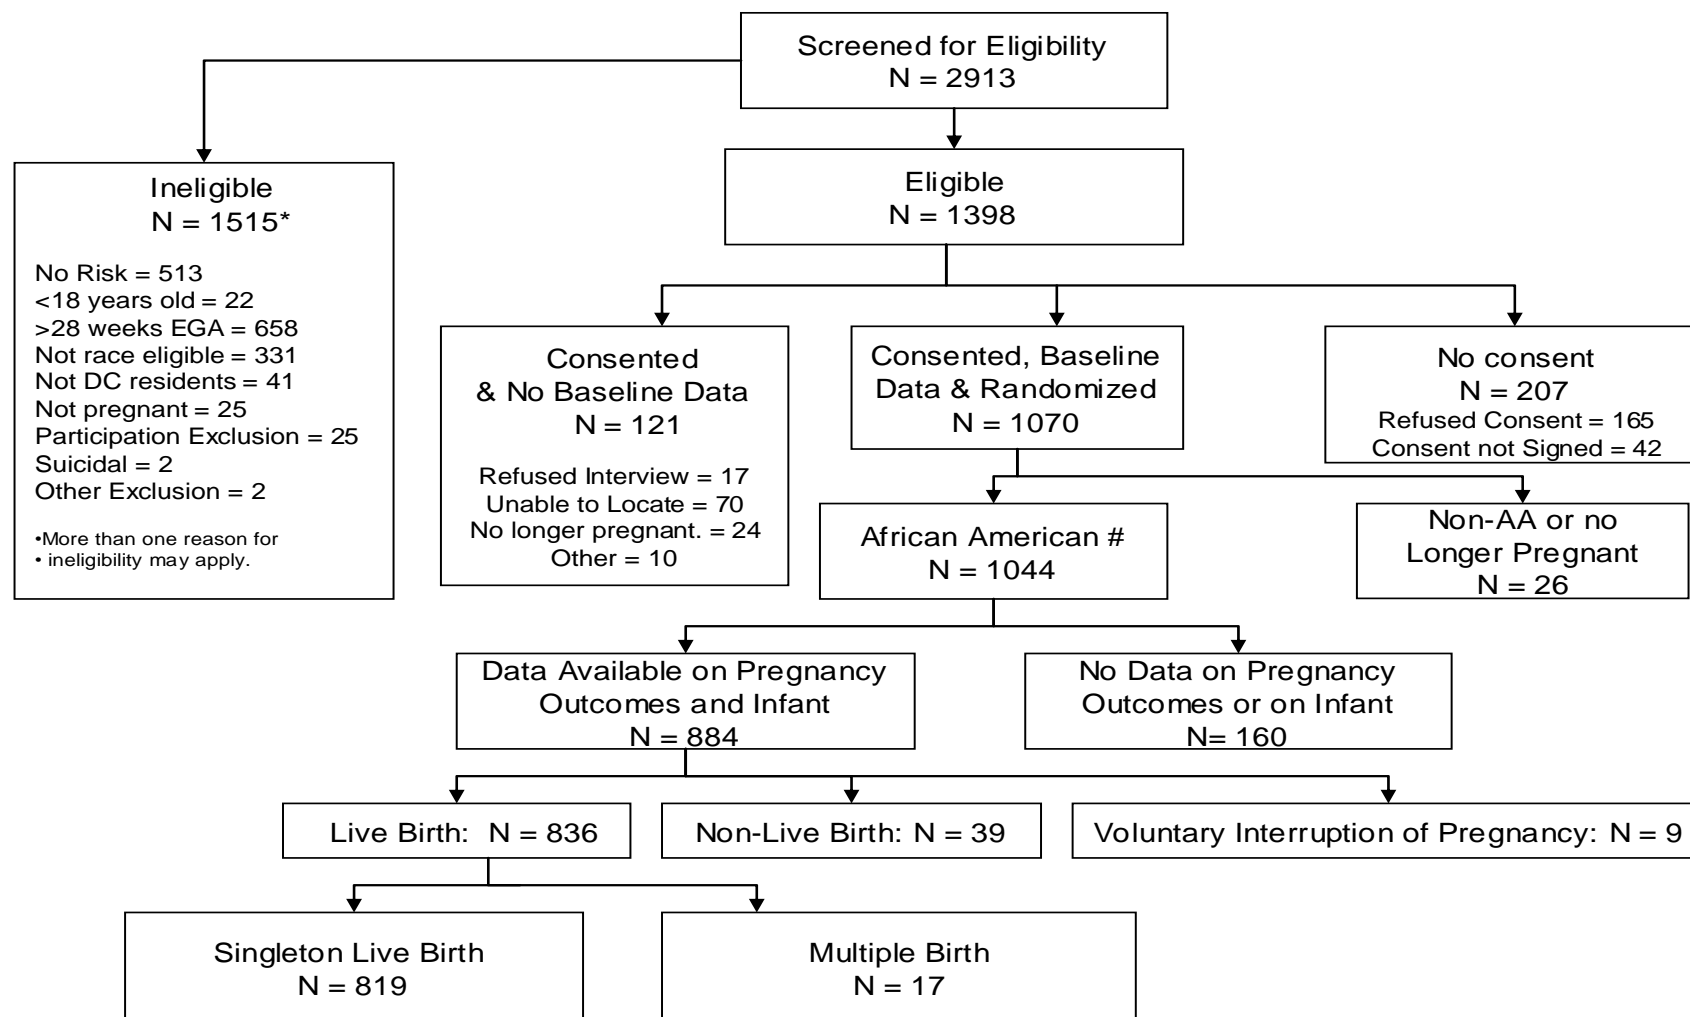 Screened for Eligibility
N = 2913
Ineligible
N = 1515*
No Risk = 513
<18 years old = 22
>28 weeks EGA = 658
Not race eligible = 331
Not DC residents = 41
Not pregnant = 25
Participation Exclusion = 25
Suicidal = 2
Other Exclusion = 2
•More than one reason for
• ineligibility may apply.
Eligible
N = 1398
Consented
& No Baseline Data
N = 121
Refused Interview = 17
Unable to Locate = 70
No longer pregnant. = 24
Other = 10
Consented, Baseline
Data & Randomized
N = 1070
No consent
N = 207
Refused Consent = 165
Consent not Signed = 42
African American #
N = 1044
Non-AA or no
Longer Pregnant
N = 26
Data Available on Pregnancy
Outcomes and Infant
N = 884
No Data on Pregnancy
Outcomes or on Infant
N= 160
Live Birth:  N = 836
Non-Live Birth: N = 39
Voluntary Interruption of Pregnancy: N = 9
Singleton Live Birth
N = 819
Multiple Birth
N = 17